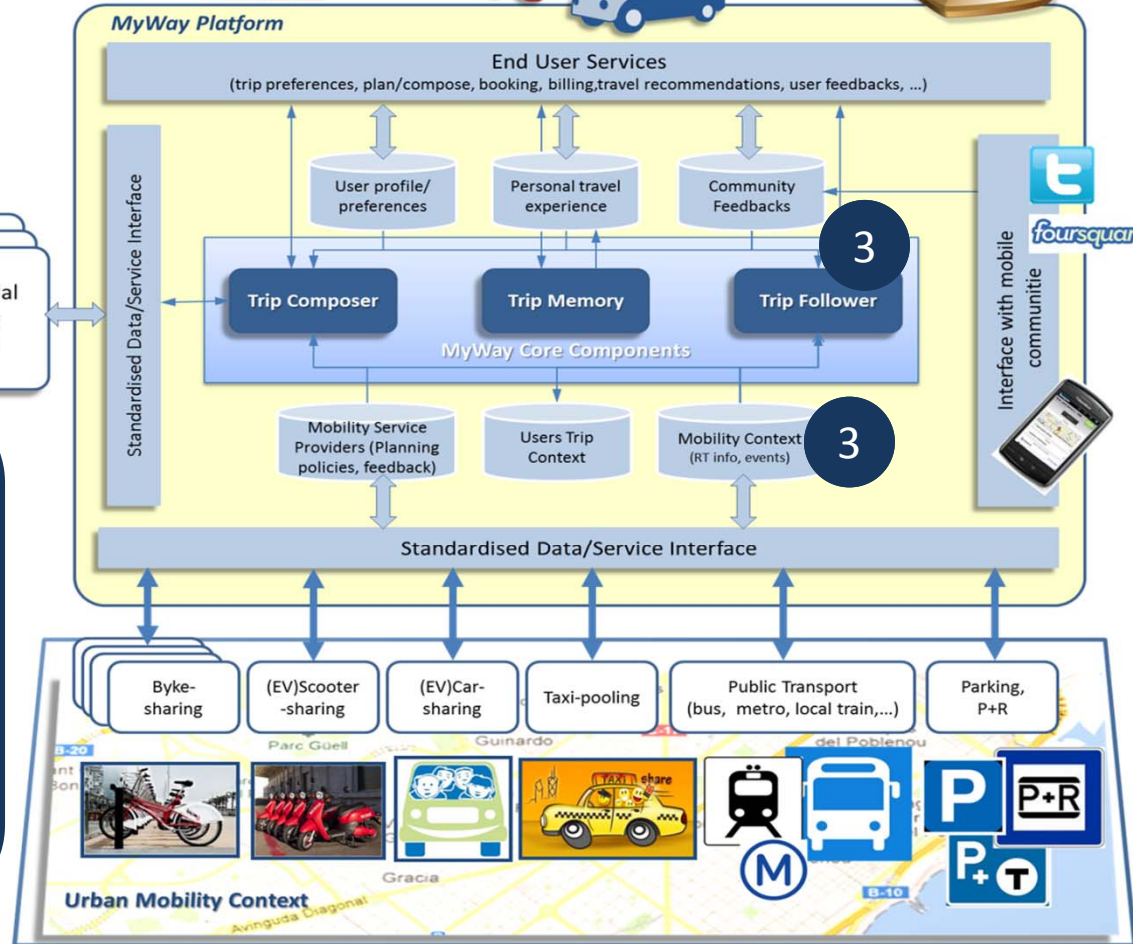 MyWay Platform
End User Services
(trip preferences, plan/compose, booking, billing,travel recommendations, user feedbacks, ...)
Standardised Data/Service Interface
User profile/
preferences
Personal travel
experience
Community
Feedbacks
Interface with mobile
communitie
foursquar
al
3
Trip Composer
Trip Memory
Trip Follower
MyWay Core Components
Mobility Service
Providers (Planning
policies, feedback)
Users Trip
Context
Mobility Context
(RT info, events)
3
Standardised Data/Service Interface
Byke-
sharing
(EV)Scooter
-sharing
(EV)Car-
sharing
Taxi-pooling
Public Transport
(bus, metro, local train,...)
Parking,
P+R
B-20
Parc Güell
Guinardo
del Poblenou
TAXI share
P
P+R
M
P+ T
Gracia
B-10
Urban Mobility Context
Avinguda Diagonal